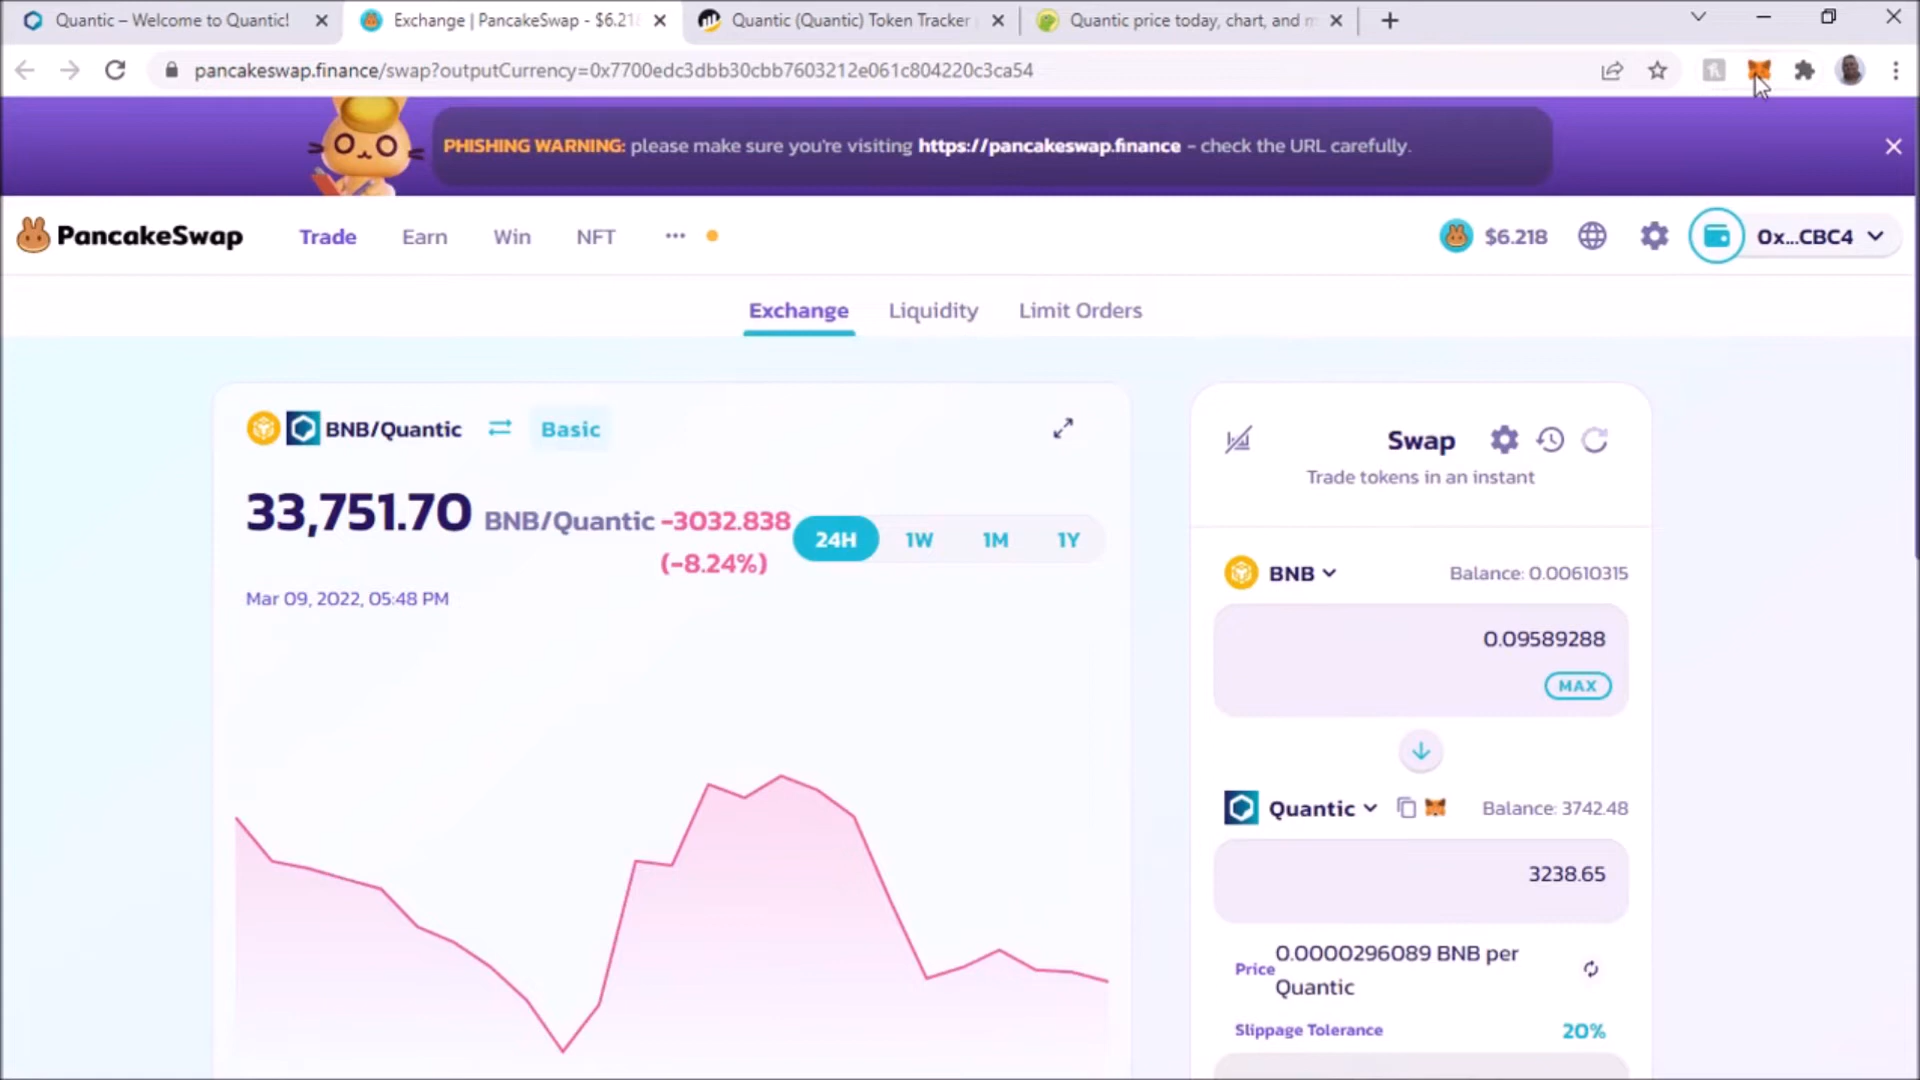 Quantic – Welcome to Quantic!
Exchange | PancakeSwap - $6.218
Quantic (Quantic) Token Tracker
Quantic price today, chart, and m
pancakeswap.finance/swap?outputCurrency=0x7700edc3dbb30cbb7603212e061c804220c3ca54
PHISHING WARNING: please make sure you're visiting https://pancakeswap.finance - check the URL carefully.
PancakeSwap
Trade
Earn
Win
NFT
$6.218
0x...CBC4
Exchange
Liquidity
Limit Orders
BNB/Quantic
Basic
33,751.70 BNB/Quantic -3032.838
(-8.24%)
24H
1W
1M
1Y
Mar 09, 2022, 05:48 PM
Swap
Trade tokens in an instant
BNB
Balance: 0.00610315
0.09589288
MAX
Quantic
Balance: 3742.48
3238.65
Price
0.0000296089 BNB per
Quantic
Slippage Tolerance
20%